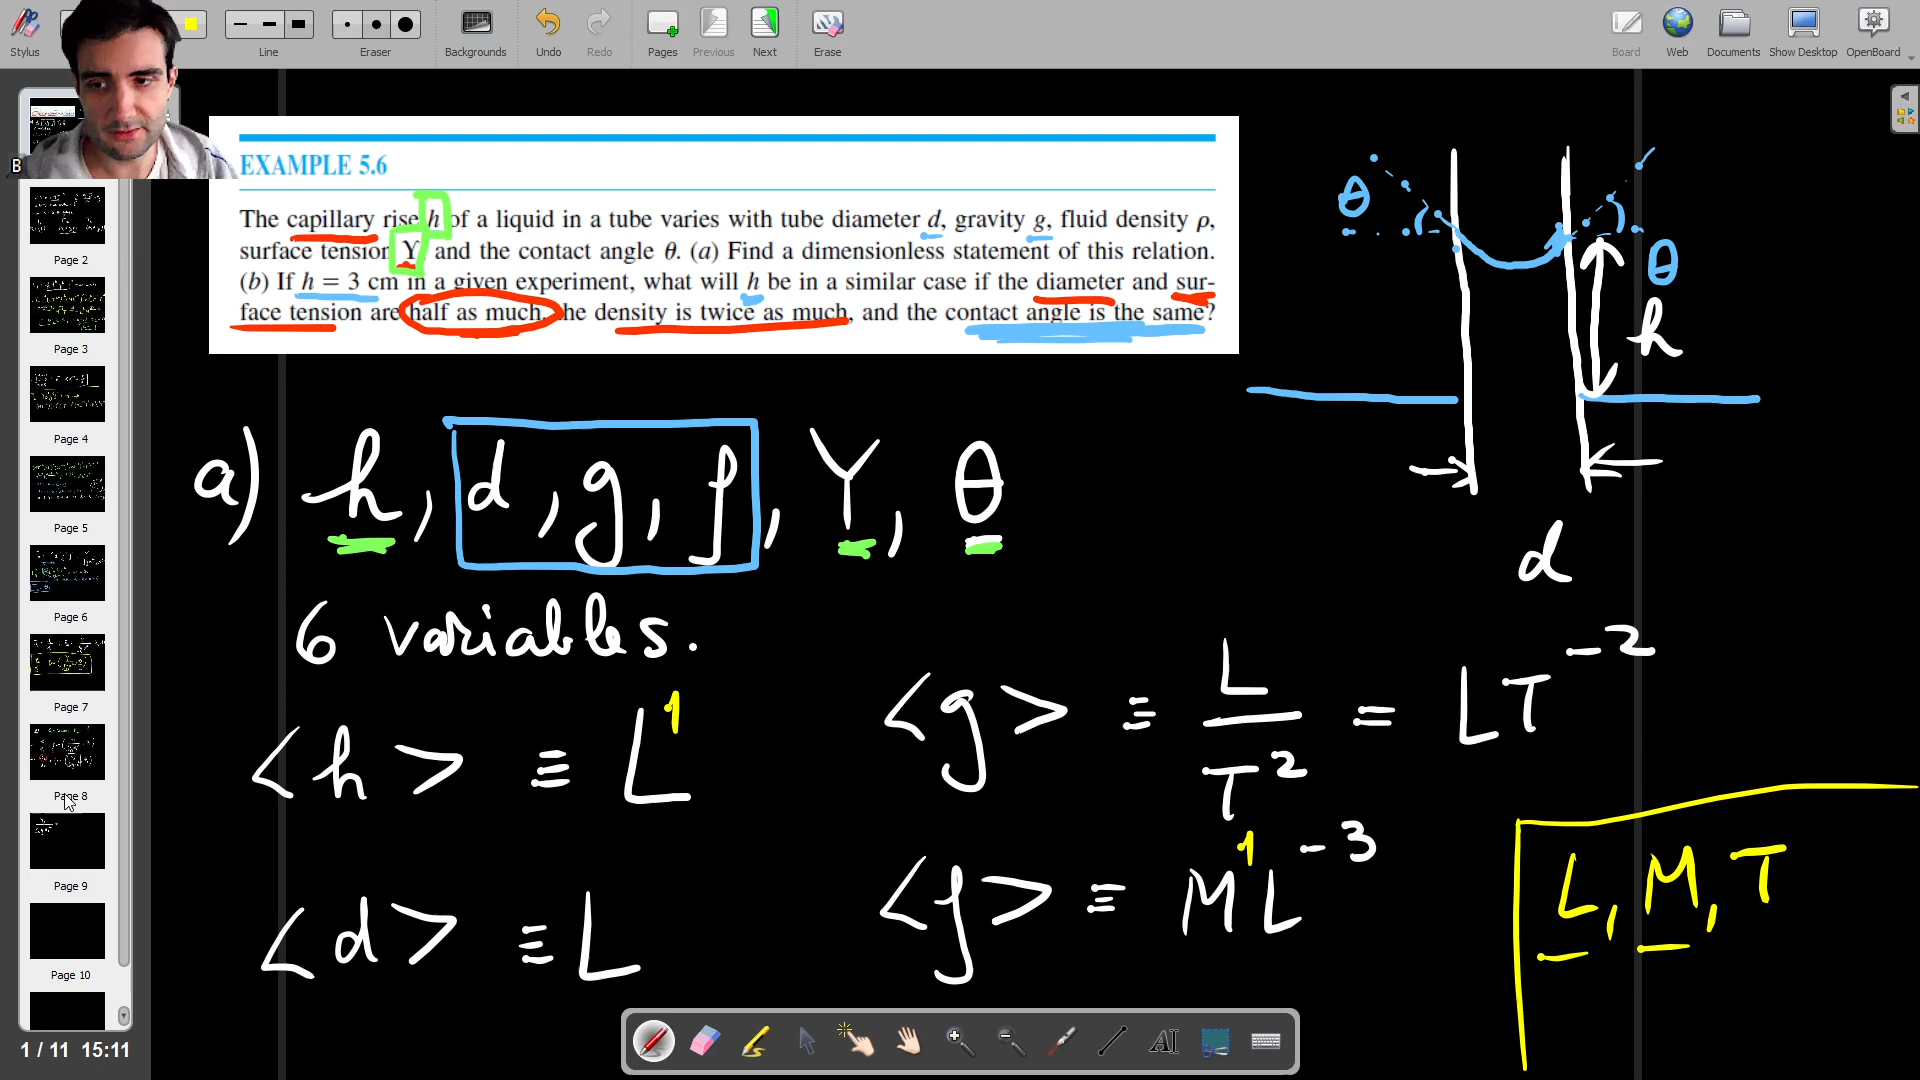 Stylus
Line
Eraser
Backgrounds
Undo
Redo
Pages
Previous
Next
Erase
Board
Web
Documents
Show Desktop
OpenBoard
B
EXAMPLE 5.6
The capillary rise h of a liquid in a tube varies with tube diameter d, gravity g, fluid density ρ,
surface tension Υ and the contact angle θ. (a) Find a dimensionless statement of this relation.
(b) If h = 3 cm in a given experiment, what will h be in a similar case if the diameter and sur-
face tension are half as much, the density is twice as much, and the contact angle is the same?
θ
θ
h
d
a) h, d, g, ρ, Y, θ
6 variables.
<h> ≡ L¹
<g> ≡ L/T² = LT⁻²
<d> ≡ L
<ρ> ≡ M¹L⁻³
L, M, T
Page 2
Page 3
Page 4
Page 5
Page 6
Page 7
Page 8
Page 9
Page 10
1 / 11 15:11